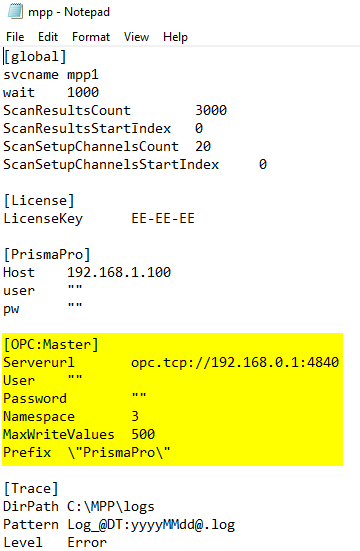 mpp - Notepad
File Edit Format View Help
[global]
svcname mpp1
wait 1000
ScanResultsCount 3000
ScanResultsStartIndex 0
ScanSetupChannelsCount 20
ScanSetupChannelsStartIndex 0
[License]
LicenseKey EE-EE-EE
[PrismaPro]
Host 192.168.1.100
user ""
pw ""
[OPC:Master]
Serverurl opc.tcp://192.168.0.1:4840
User ""
Password ""
Namespace 3
MaxWriteValues 500
Prefix \"PrismaPro\"
[Trace]
DirPath C:\MPP\logs
Pattern Log_@DT:yyyyMMdd@.log
Level Error